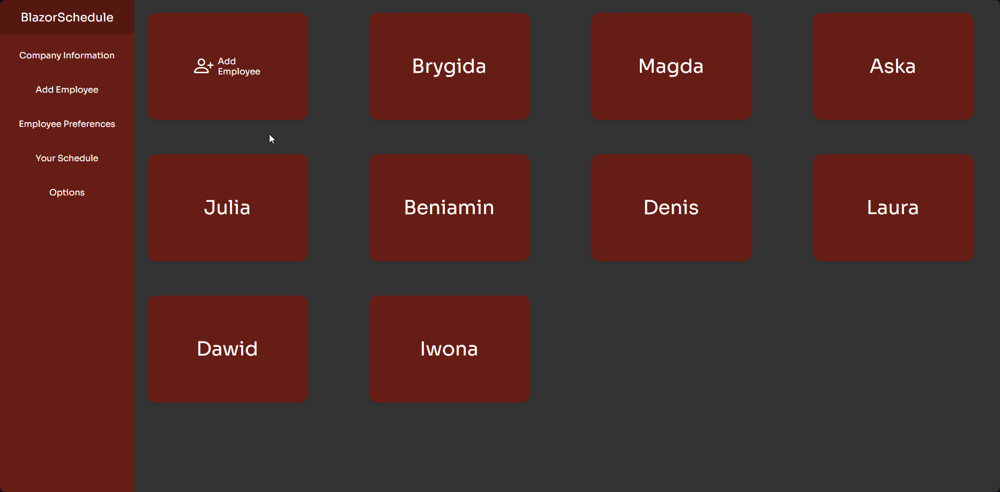 BlazorSchedule
Company Information
Add Employee
Employee Preferences
Your Schedule
Options
Add
Employee
Brygida
Magda
Aska
Julia
Beniamin
Denis
Laura
Dawid
Iwona